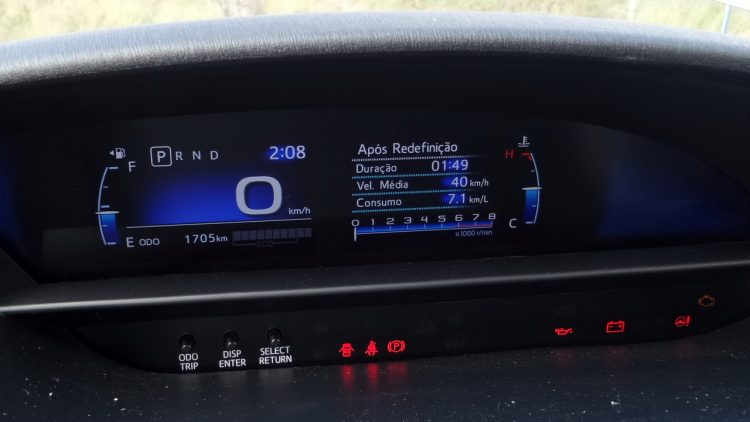 F
P R N D
2:08
0 km/h
E ODO 1705km
ECO
Após Redefinição
Duração 01:49
Vel. Média 40 km/h
Consumo 7.1 km/L
0 1 2 3 4 5 6 7 8
x1000r/min
H
C
ODO
TRIP
DISP
ENTER
SELECT
RETURN
P